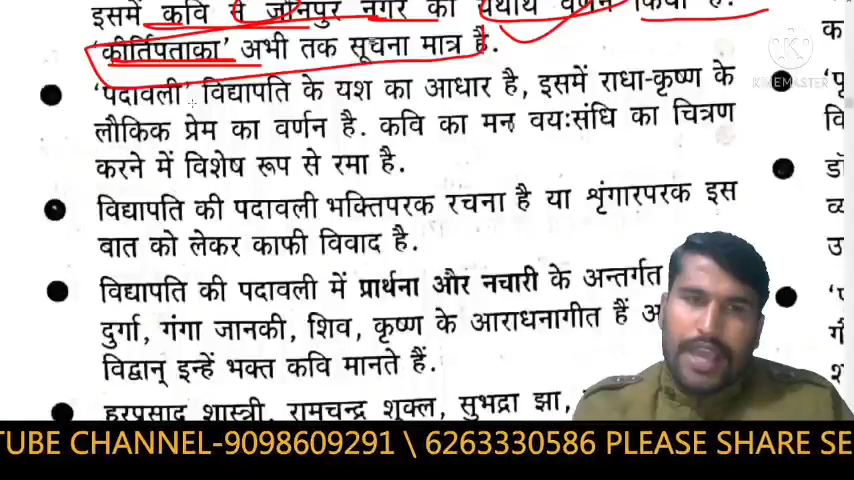 इसमें कवि ने जौनपुर नगर का यथार्थ वर्णन किया है.
'कीर्तिपताका' अभी तक सूचना मात्र है.
'पदावली' विद्यापति के यश का आधार है, इसमें राधा-कृष्ण के
लौकिक प्रेम का वर्णन है. कवि का मन वयःसंधि का चित्रण
करने में विशेष रूप से रमा है.
विद्यापति की पदावली भक्तिपरक रचना है या श्रृंगारपरक इस
बात को लेकर काफी विवाद है.
विद्यापति की पदावली में प्रार्थना और नचारी के अन्तर्गत
दुर्गा, गंगा जानकी, शिव, कृष्ण के आराधनागीत हैं
विद्वान् इन्हें भक्त कवि मानते हैं.
हरप्रसाद शास्त्री, रामचन्द्र शुक्ल, सुभद्रा झा,
KINEMASTER
TUBE CHANNEL-9098609291 \ 6263330586 PLEASE SHARE SE